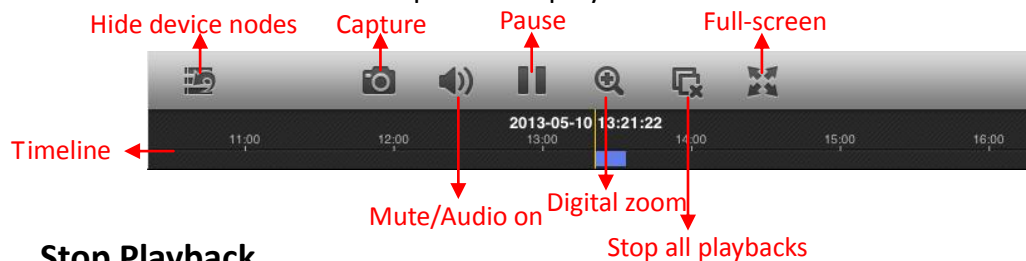 Hide device nodes Capture Pause Full-screen
2013-05-10 13:21:22
11:00 12:00 13:00 14:00 15:00 16:00
Timeline
Mute/Audio on Digital zoom
Stop all playbacks
Stop Playback